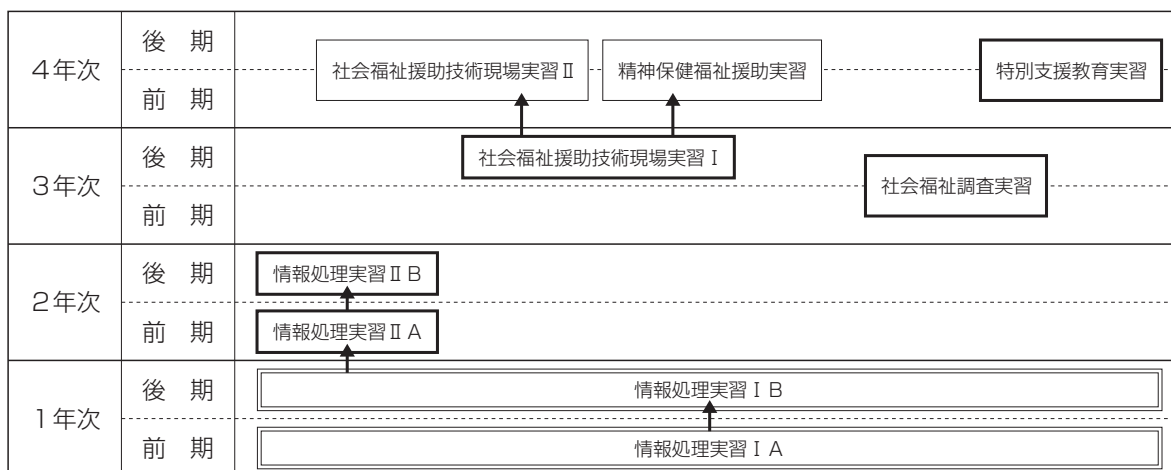 4年次
後 期
前 期
社会福祉援助技術現場実習Ⅱ
精神保健福祉援助実習
特別支援教育実習
3年次
後 期
前 期
社会福祉援助技術現場実習Ⅰ
社会福祉調査実習
2年次
後 期
前 期
情報処理実習Ⅱ B
情報処理実習Ⅱ A
1年次
後 期
前 期
情報処理実習Ⅰ B
情報処理実習Ⅰ A